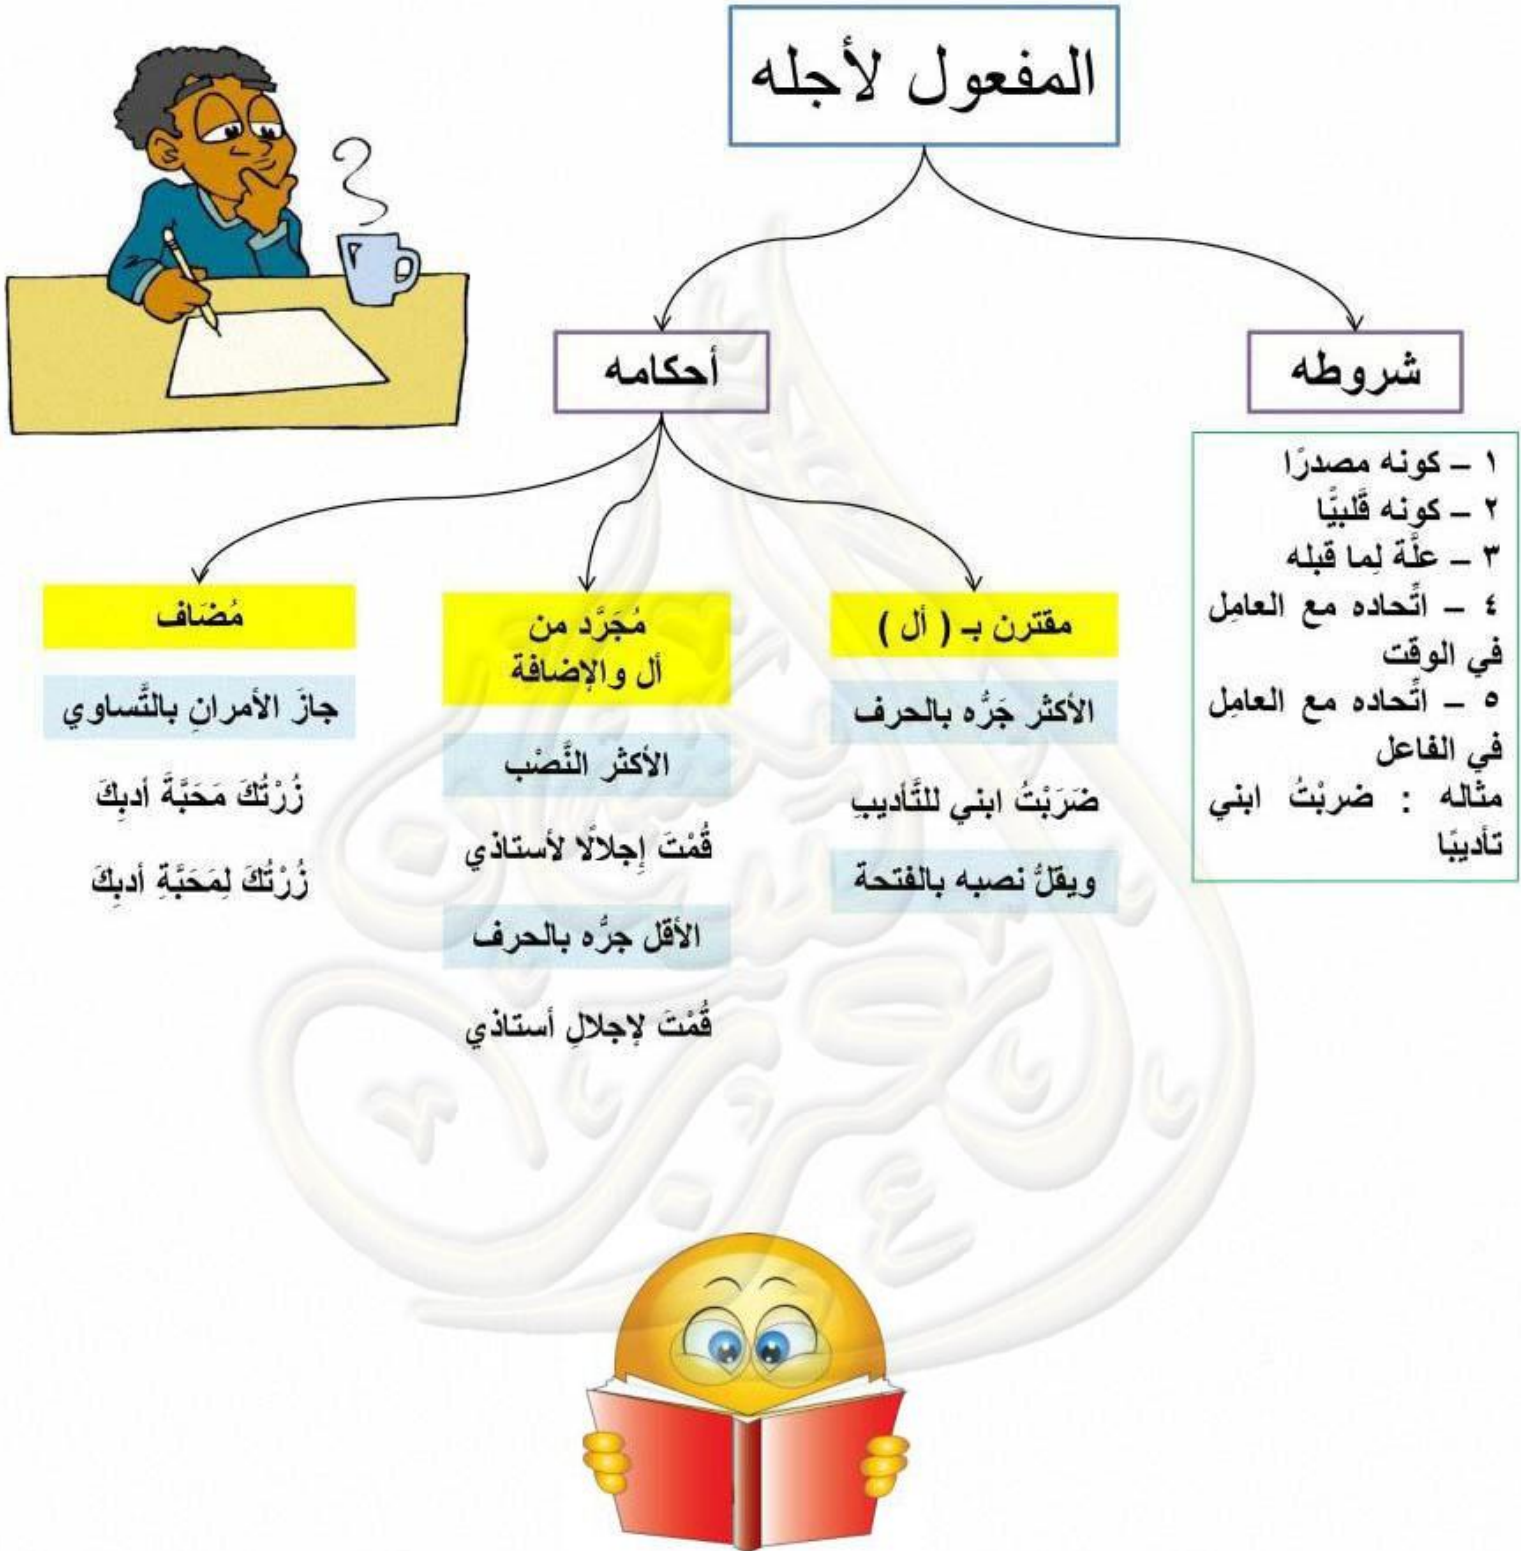 المفعول لأجله
شروطه
١ – كونه مصدرًا
٢ – كونه قَلبيًّا
٣ – علَّة لِما قبله
٤ – اتِّحاده مع العامِل
في الوقت
٥ – اتِّحاده مع العامِل
في الفاعل
مثاله : ضربْتُ ابني
تأديبًا
أحكامه
مقترن بـ ( أل )
الأكثر جَرُّه بالحرف
ضَرَبْتُ ابني للتَّأديبِ
ويقلُّ نصبه بالفتحة
مُجَرَّد من
أل والإضافة
الأكثر النَّصْب
قُمْتَ إِجلالًا لأستاذي
الأقل جرُّه بالحرف
قُمْتَ لإجلالِ أستاذي
مُضَاف
جازَ الأمرانِ بالتَّساوي
زُرْتُكَ مَحَبَّةَ أدبِكَ
زُرْتُكَ لِمَحَبَّةِ أدبِكَ